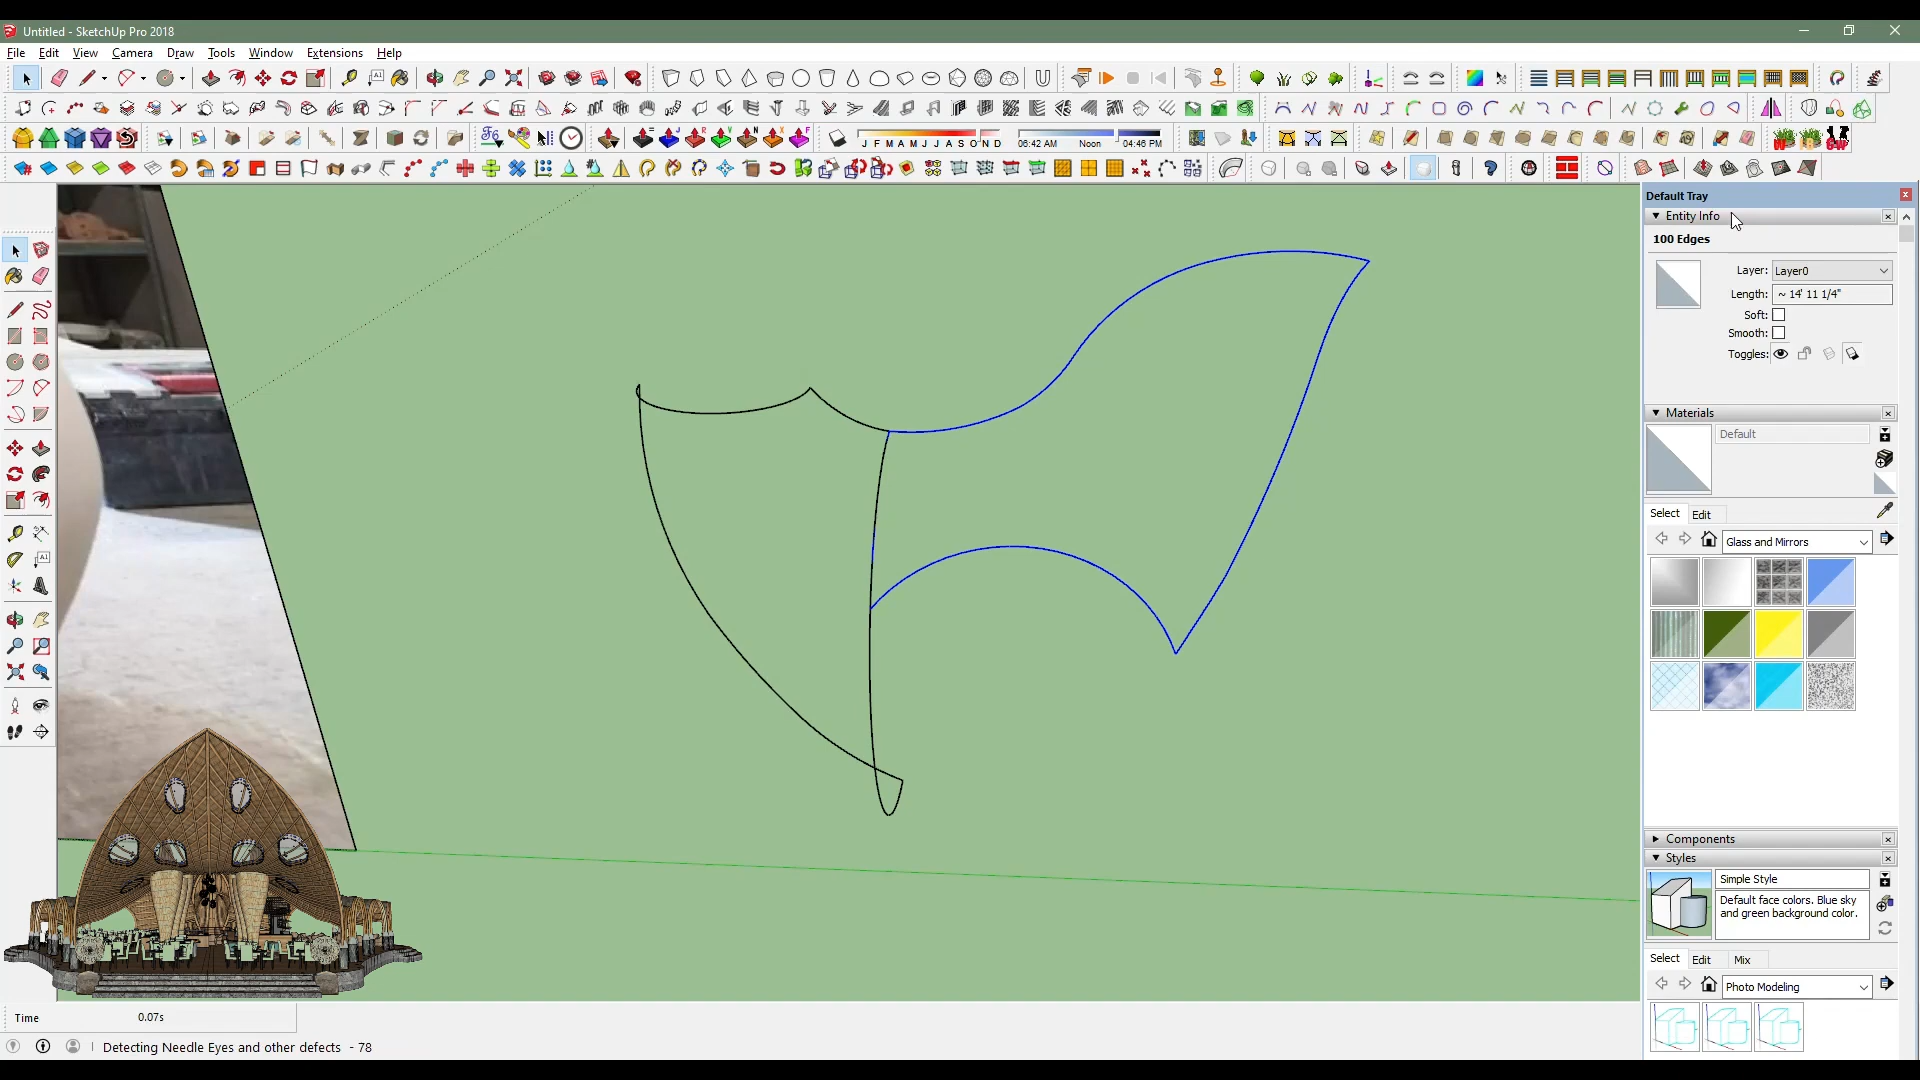 Untitled - SketchUp Pro 2018
File Edit View Camera Draw Tools Window Extensions Help
J F M A M J J A S O N D
06:42 AM Noon 04:46 PM
Default Tray
Entity Info
100 Edges
Layer: Layer0
Length: ~ 14' 11 1/4"
Soft:
Smooth:
Toggles:
Materials
Default
Select Edit
Glass and Mirrors
Components
Styles
Simple Style
Default face colors. Blue sky
and green background color.
Select Edit Mix
Photo Modeling
Time 0.07s
Detecting Needle Eyes and other defects - 78